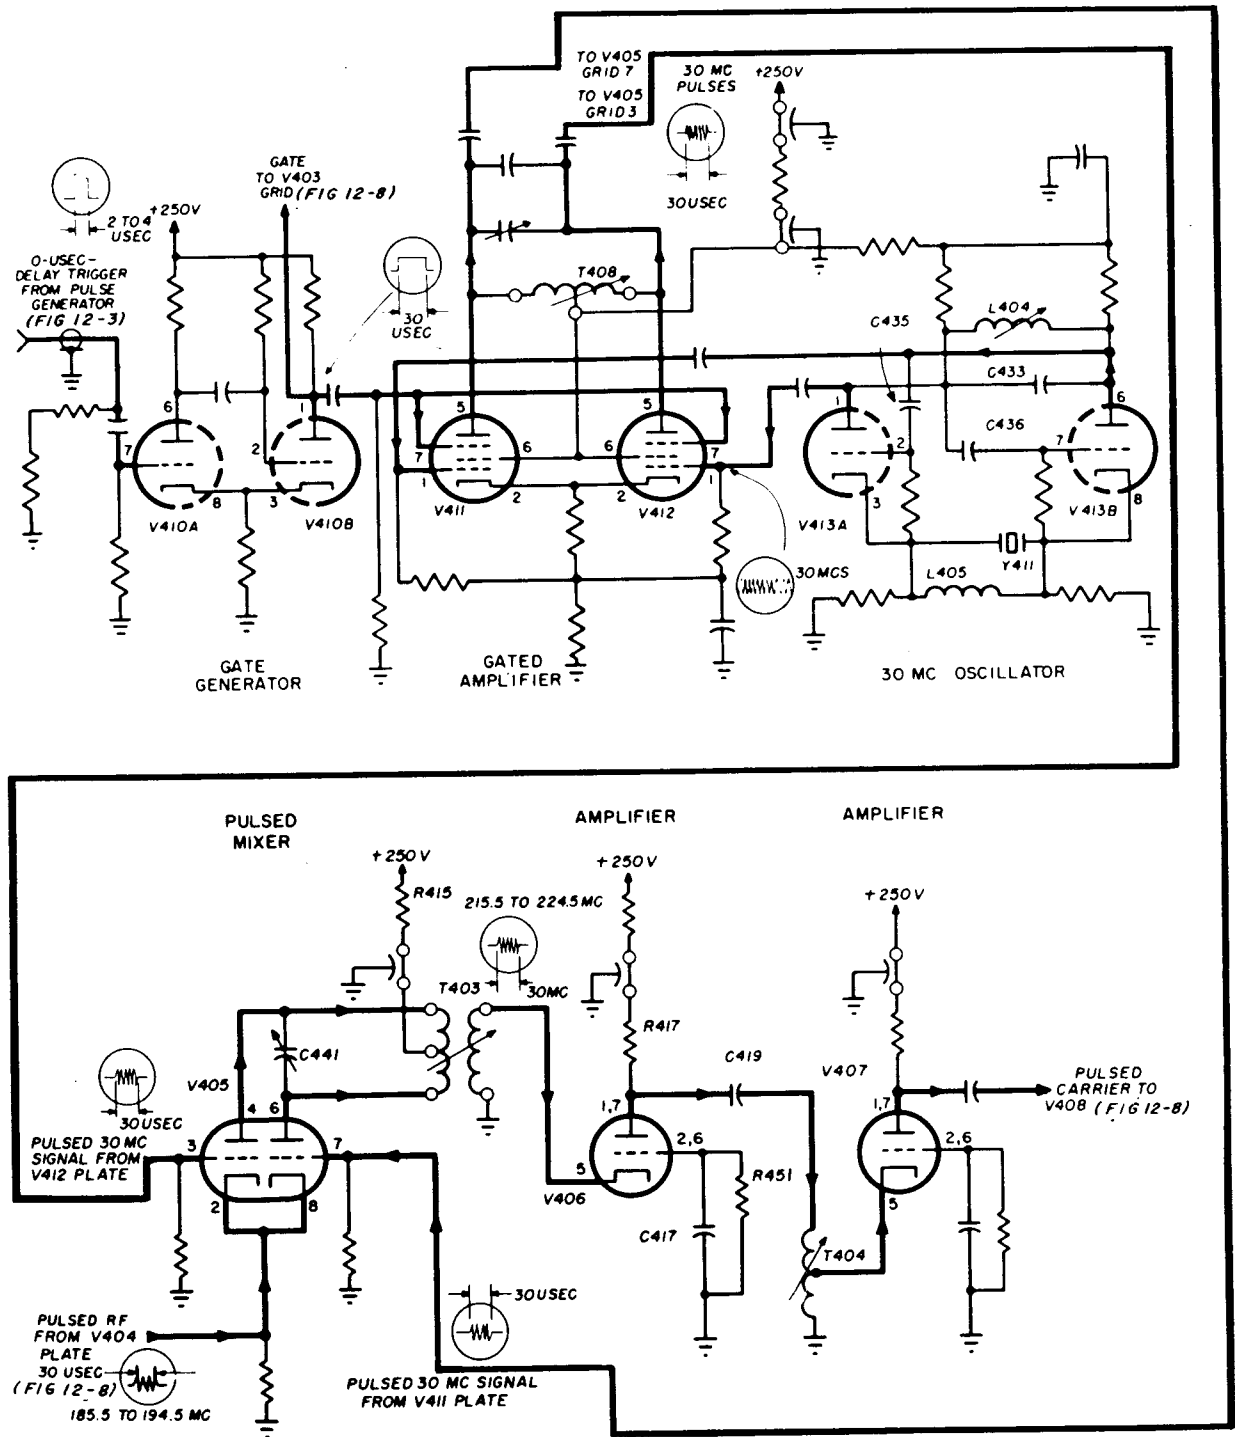 TO V405
GRID 7
TO V405
GRID 3
30 MC
PULSES
30USEC
+250V
GATE
TO V403
GRID (FIG 12-8)
2 TO 4
USEC
+250V
O-USEC-
DELAY TRIGGER
FROM PULSE
GENERATOR
(FIG 12-3)
30
USEC
T408
C435
L404
C433
C436
6
7
8
V410A
1
2
3
V410B
5
7
1
6
2
V411
5
6
7
1
2
V412
1
2
3
V413A
6
7
8
V413B
Y411
L405
30 MCS
GATE
GENERATOR
GATED
AMPLIFIER
30 MC OSCILLATOR
PULSED
MIXER
AMPLIFIER
AMPLIFIER
+250V
R415
215.5 TO 224.5 MC
30MC
T403
+250V
R417
+250V
C441
C419
V407
V405
4
6
3
7
2
8
30USEC
PULSED 30 MC
SIGNAL FROM
V412 PLATE
1,7
2,6
5
V406
R451
C417
1,7
2,6
5
T404
PULSED
CARRIER TO
V408 (FIG 12-8)
PULSED RF
FROM V404
PLATE
30 USEC
(FIG 12-8)
185.5 TO 194.5 MC
30USEC
PULSED 30 MC SIGNAL
FROM V411 PLATE